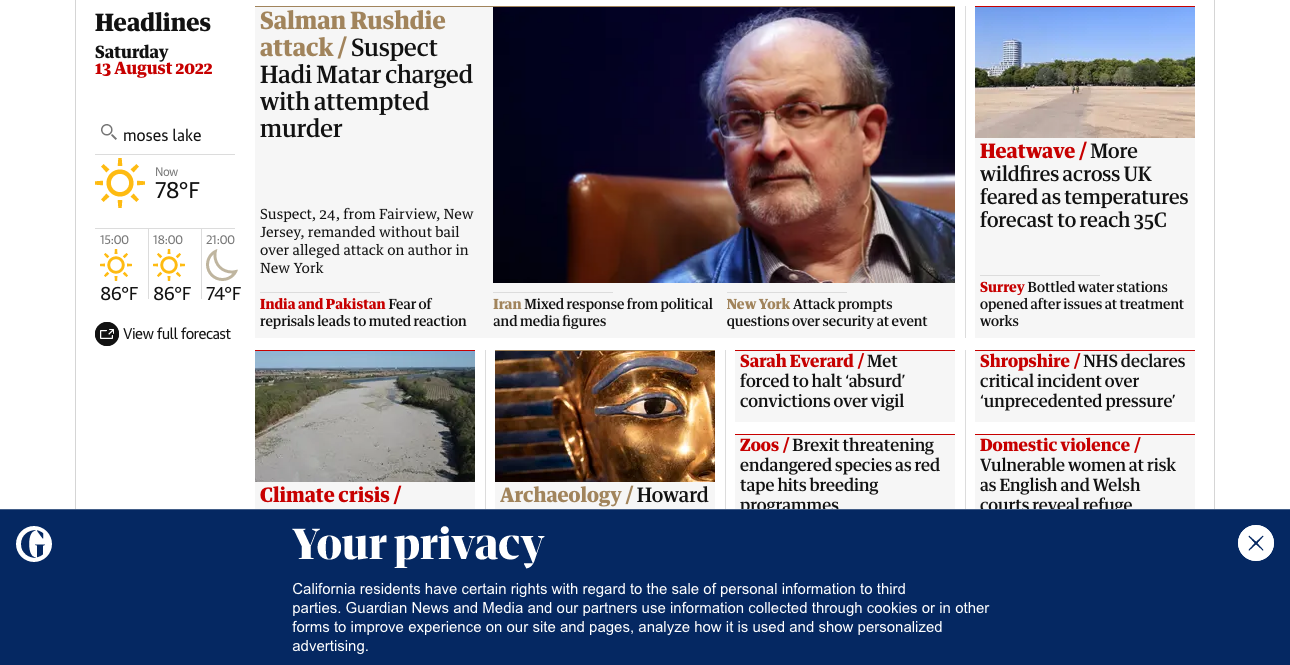 Headlines
Saturday
13 August 2022
moses lake
Now
78°F
15:00
18:00
21:00
86°F
86°F
74°F
View full forecast
Salman Rushdie
attack / Suspect
Hadi Matar charged
with attempted
murder
Suspect, 24, from Fairview, New
Jersey, remanded without bail
over alleged attack on author in
New York
India and Pakistan Fear of
reprisals leads to muted reaction
Iran Mixed response from political
and media figures
New York Attack prompts
questions over security at event
Heatwave / More
wildfires across UK
feared as temperatures
forecast to reach 35C
Surrey Bottled water stations
opened after issues at treatment
works
Climate crisis /
Archaeology / Howard
Sarah Everard / Met
forced to halt ‘absurd’
convictions over vigil
Zoos / Brexit threatening
endangered species as red
tape hits breeding
programmes
Shropshire / NHS declares
critical incident over
‘unprecedented pressure’
Domestic violence /
Vulnerable women at risk
as English and Welsh
courts reveal refuge
Your privacy
California residents have certain rights with regard to the sale of personal information to third
parties. Guardian News and Media and our partners use information collected through cookies or in other
forms to improve experience on our site and pages, analyze how it is used and show personalized
advertising.